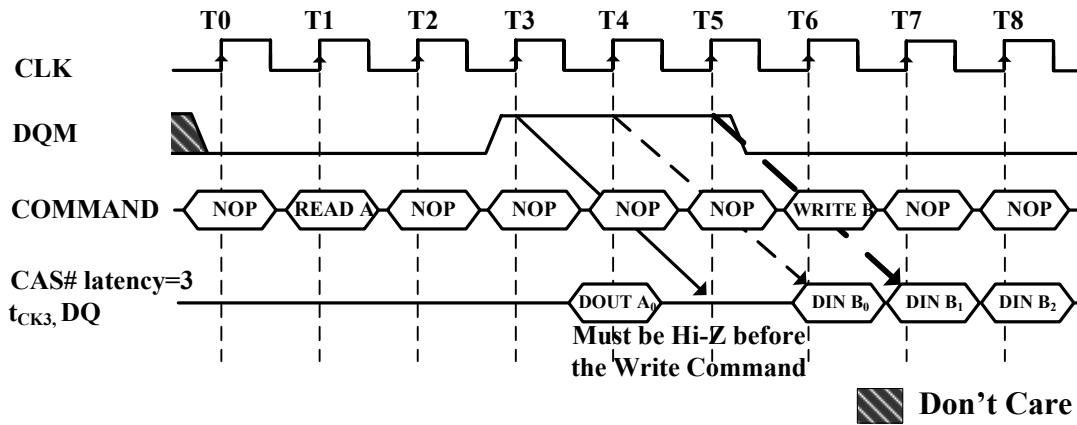 T0 T1 T2 T3 T4 T5 T6 T7 T8
CLK
DQM
COMMAND NOP READ A NOP NOP NOP NOP WRITE B NOP NOP
CAS# latency=3
tCK3, DQ DOUT A0 DIN B0 DIN B1 DIN B2
Must be Hi-Z before
the Write Command
Don't Care